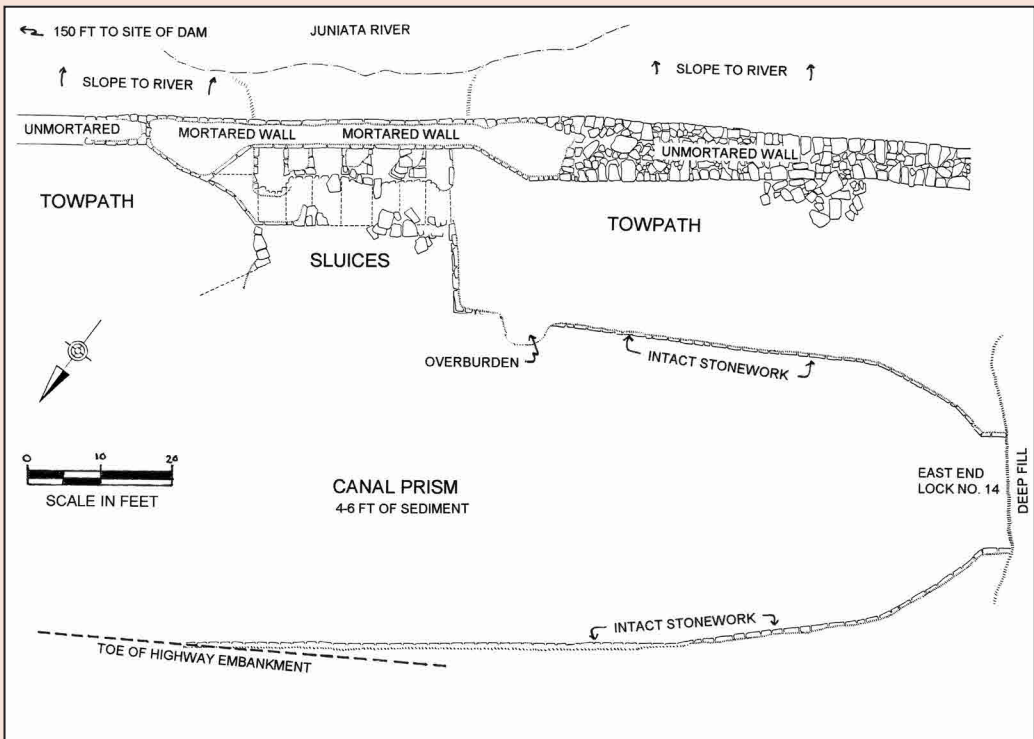 150 FT TO SITE OF DAM
JUNIATA RIVER
SLOPE TO RIVER
SLOPE TO RIVER
UNMORTARED
MORTARED WALL
MORTARED WALL
UNMORTARED WALL
TOWPATH
TOWPATH
SLUICES
OVERBURDEN
INTACT STONEWORK
0 10 20
SCALE IN FEET
CANAL PRISM
4-6 FT OF SEDIMENT
EAST END
LOCK NO. 14
DEEP FILL
INTACT STONEWORK
TOE OF HIGHWAY EMBANKMENT